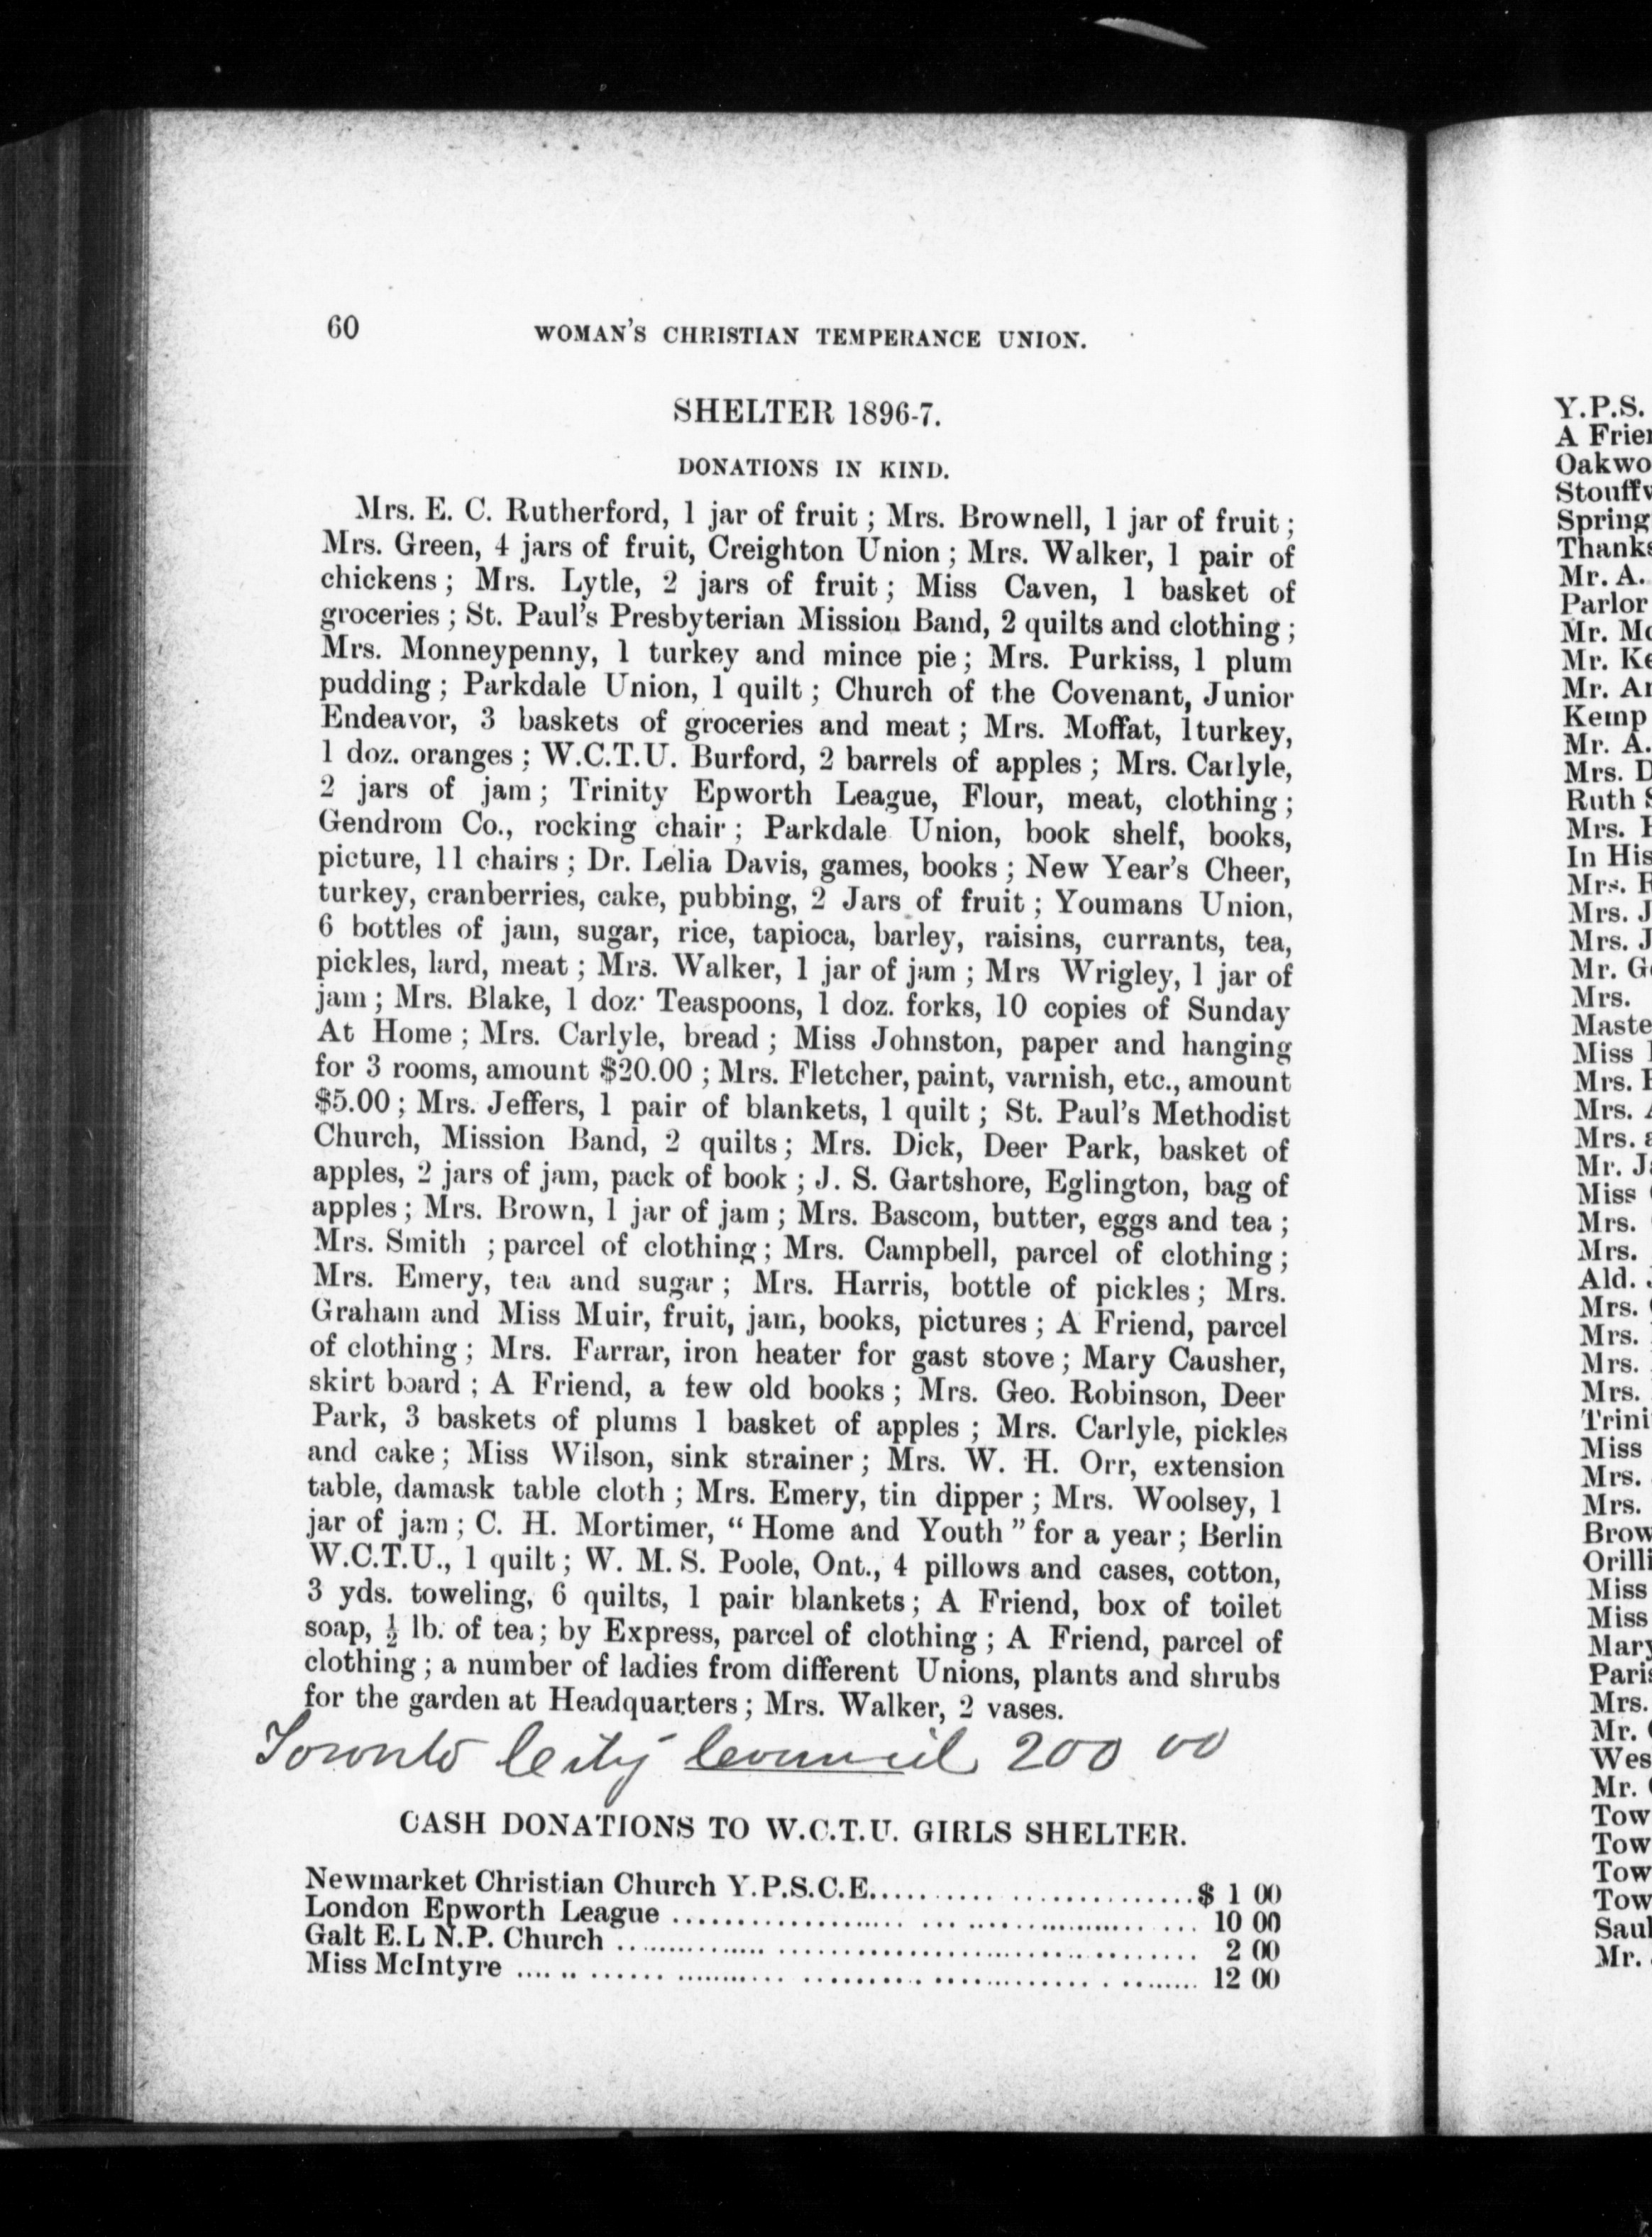 60
WOMAN'S CHRISTIAN TEMPERANCE UNION.
SHELTER 1896-7.
DONATIONS IN KIND.
Mrs. E. C. Rutherford, 1 jar of fruit ; Mrs. Brownell, 1 jar of fruit ;
Mrs. Green, 4 jars of fruit, Creighton Union ; Mrs. Walker, 1 pair of
chickens ; Mrs. Lytle, 2 jars of fruit ; Miss Caven, 1 basket of
groceries ; St. Paul's Presbyterian Mission Band, 2 quilts and clothing ;
Mrs. Monneypenny, 1 turkey and mince pie ; Mrs. Purkiss, 1 plum
pudding ; Parkdale Union, 1 quilt ; Church of the Covenant, Junior
Endeavor, 3 baskets of groceries and meat ; Mrs. Moffat, 1turkey,
1 doz. oranges ; W.C.T.U. Burford, 2 barrels of apples ; Mrs. Carlyle,
2 jars of jam ; Trinity Epworth League, Flour, meat, clothing ;
Gendrom Co., rocking chair ; Parkdale Union, book shelf, books,
picture, 11 chairs ; Dr. Lelia Davis, games, books ; New Year's Cheer,
turkey, cranberries, cake, pubbing, 2 Jars of fruit ; Youmans Union,
6 bottles of jam, sugar, rice, tapioca, barley, raisins, currants, tea,
pickles, lard, meat ; Mrs. Walker, 1 jar of jam ; Mrs Wrigley, 1 jar of
jam ; Mrs. Blake, 1 doz· Teaspoons, 1 doz. forks, 10 copies of Sunday
At Home ; Mrs. Carlyle, bread ; Miss Johnston, paper and hanging
for 3 rooms, amount $20.00 ; Mrs. Fletcher, paint, varnish, etc., amount
$5.00 ; Mrs. Jeffers, 1 pair of blankets, 1 quilt ; St. Paul's Methodist
Church, Mission Band, 2 quilts ; Mrs. Dick, Deer Park, basket of
apples, 2 jars of jam, pack of book ; J. S. Gartshore, Eglington, bag of
apples ; Mrs. Brown, 1 jar of jam ; Mrs. Bascom, butter, eggs and tea ;
Mrs. Smith ; parcel of clothing ; Mrs. Campbell, parcel of clothing ;
Mrs. Emery, tea and sugar ; Mrs. Harris, bottle of pickles ; Mrs.
Graham and Miss Muir, fruit, jam, books, pictures ; A Friend, parcel
of clothing ; Mrs. Farrar, iron heater for gast stove ; Mary Causher,
skirt board ; A Friend, a few old books ; Mrs. Geo. Robinson, Deer
Park, 3 baskets of plums 1 basket of apples ; Mrs. Carlyle, pickles
and cake ; Miss Wilson, sink strainer ; Mrs. W. H. Orr, extension
table, damask table cloth ; Mrs. Emery, tin dipper ; Mrs. Woolsey, 1
jar of jam ; C. H. Mortimer, "Home and Youth" for a year ; Berlin
W.C.T.U., 1 quilt ; W. M. S. Poole, Ont., 4 pillows and cases, cotton,
3 yds. toweling, 6 quilts, 1 pair blankets ; A Friend, box of toilet
soap, ½ lb. of tea ; by Express, parcel of clothing ; A Friend, parcel of
clothing ; a number of ladies from different Unions, plants and shrubs
for the garden at Headquarters ; Mrs. Walker, 2 vases.
Toronto City Council 200 00
CASH DONATIONS TO W.C.T.U. GIRLS SHELTER.
Newmarket Christian Church Y.P.S.C.E. $ 1 00
London Epworth League 10 00
Galt E.L N.P. Church 2 00
Miss McIntyre 12 00
Y.P.S.
A
Thanks
Mr. A.
Parlor
Mr.
Mr.
Mr.
Kemp
Mr. A.
Mrs.
Ruth
Mrs.
In His
Mrs.
Mrs. J
Mrs. J
Mr.
Mrs.
Miss
Mrs.
Mrs.
Mrs.
Mr.
Miss
Mrs.
Mrs.
Ald.
Mrs.
Mrs.
Mrs.
Mrs.
Miss
Mrs.
Mrs.
Miss
Miss
Mary
Mrs.
Mr.
Mr.
Mr.